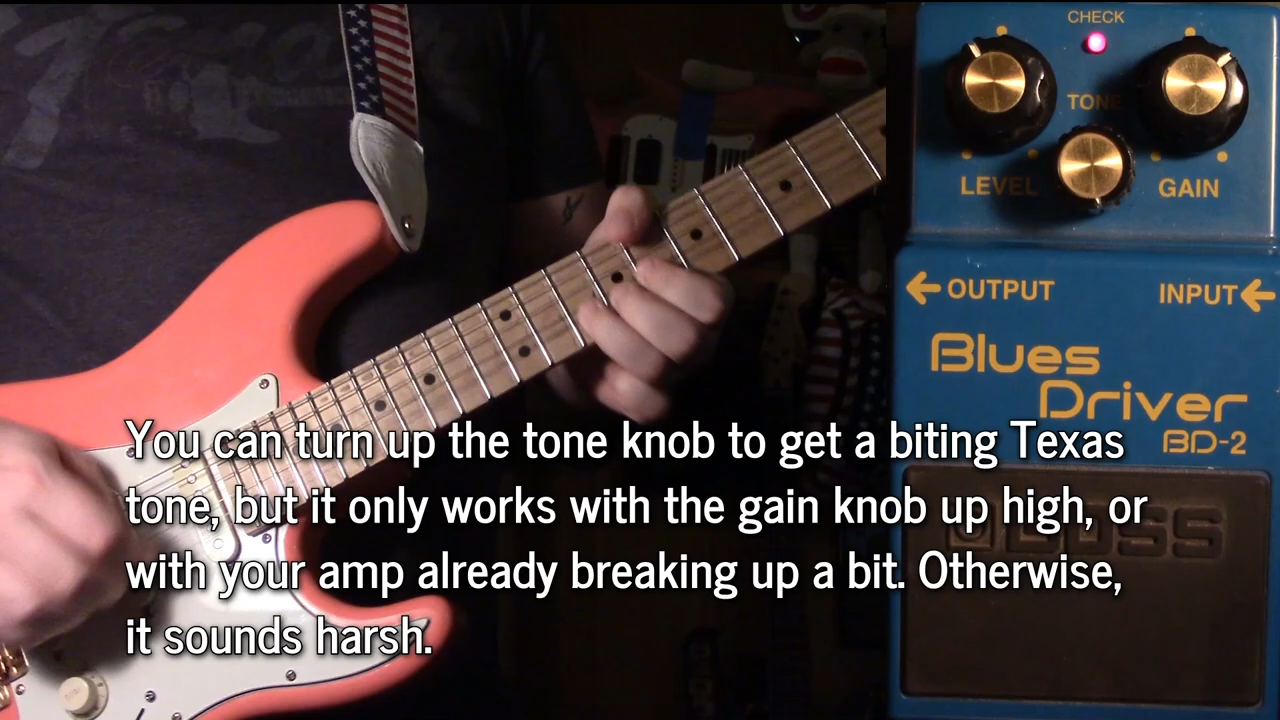 CHECK
TONE
LEVEL
GAIN
OUTPUT
INPUT
Blues
Driver
BD-2
BOSS
You can turn up the tone knob to get a biting Texas
tone, but it only works with the gain knob up high, or
with your amp already breaking up a bit. Otherwise,
it sounds harsh.